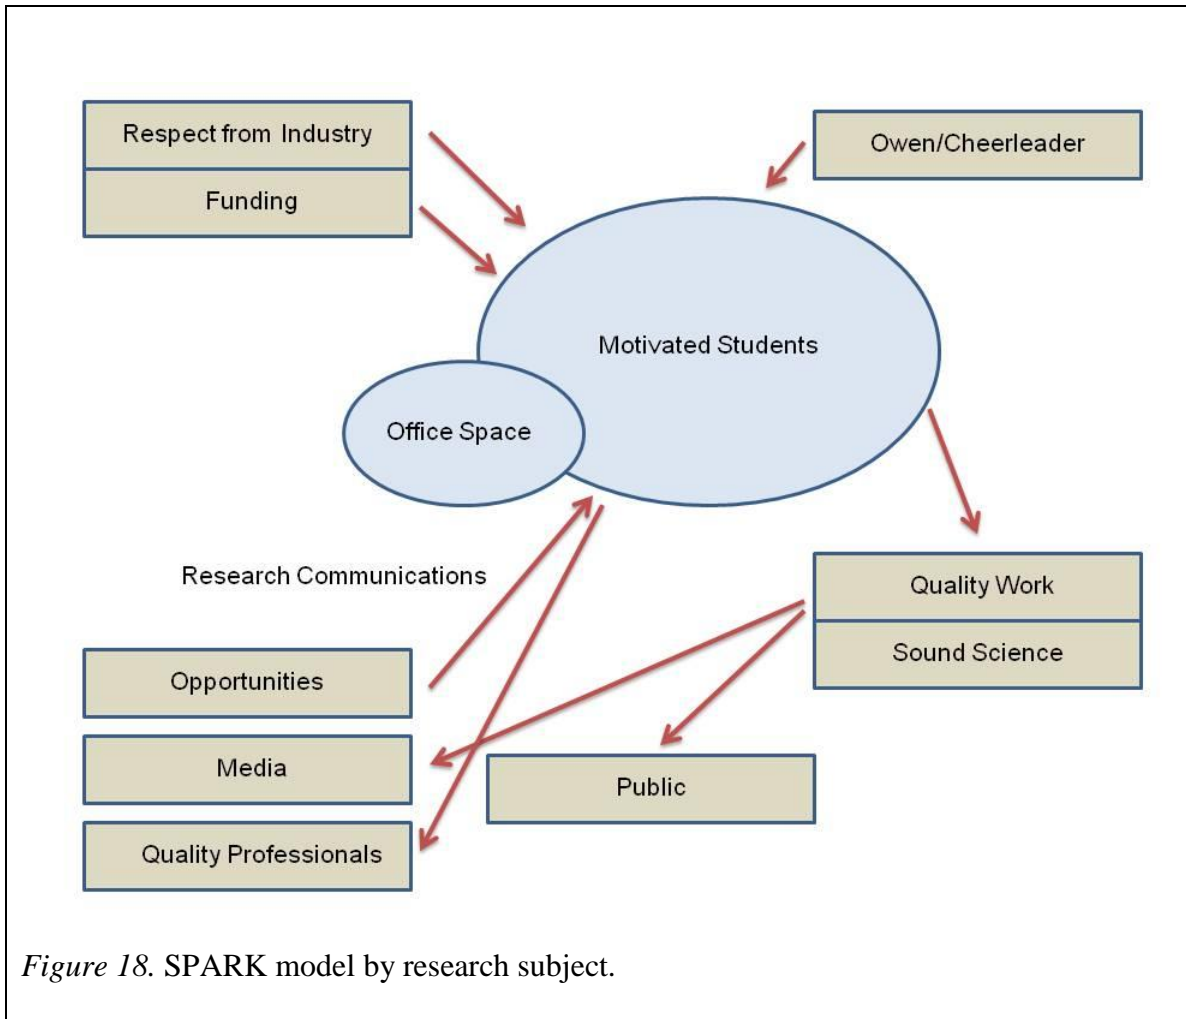 Respect from Industry
Funding
Owen/Cheerleader
Motivated Students
Office Space
Research Communications
Quality Work
Sound Science
Opportunities
Media
Public
Quality Professionals
Figure 18. SPARK model by research subject.